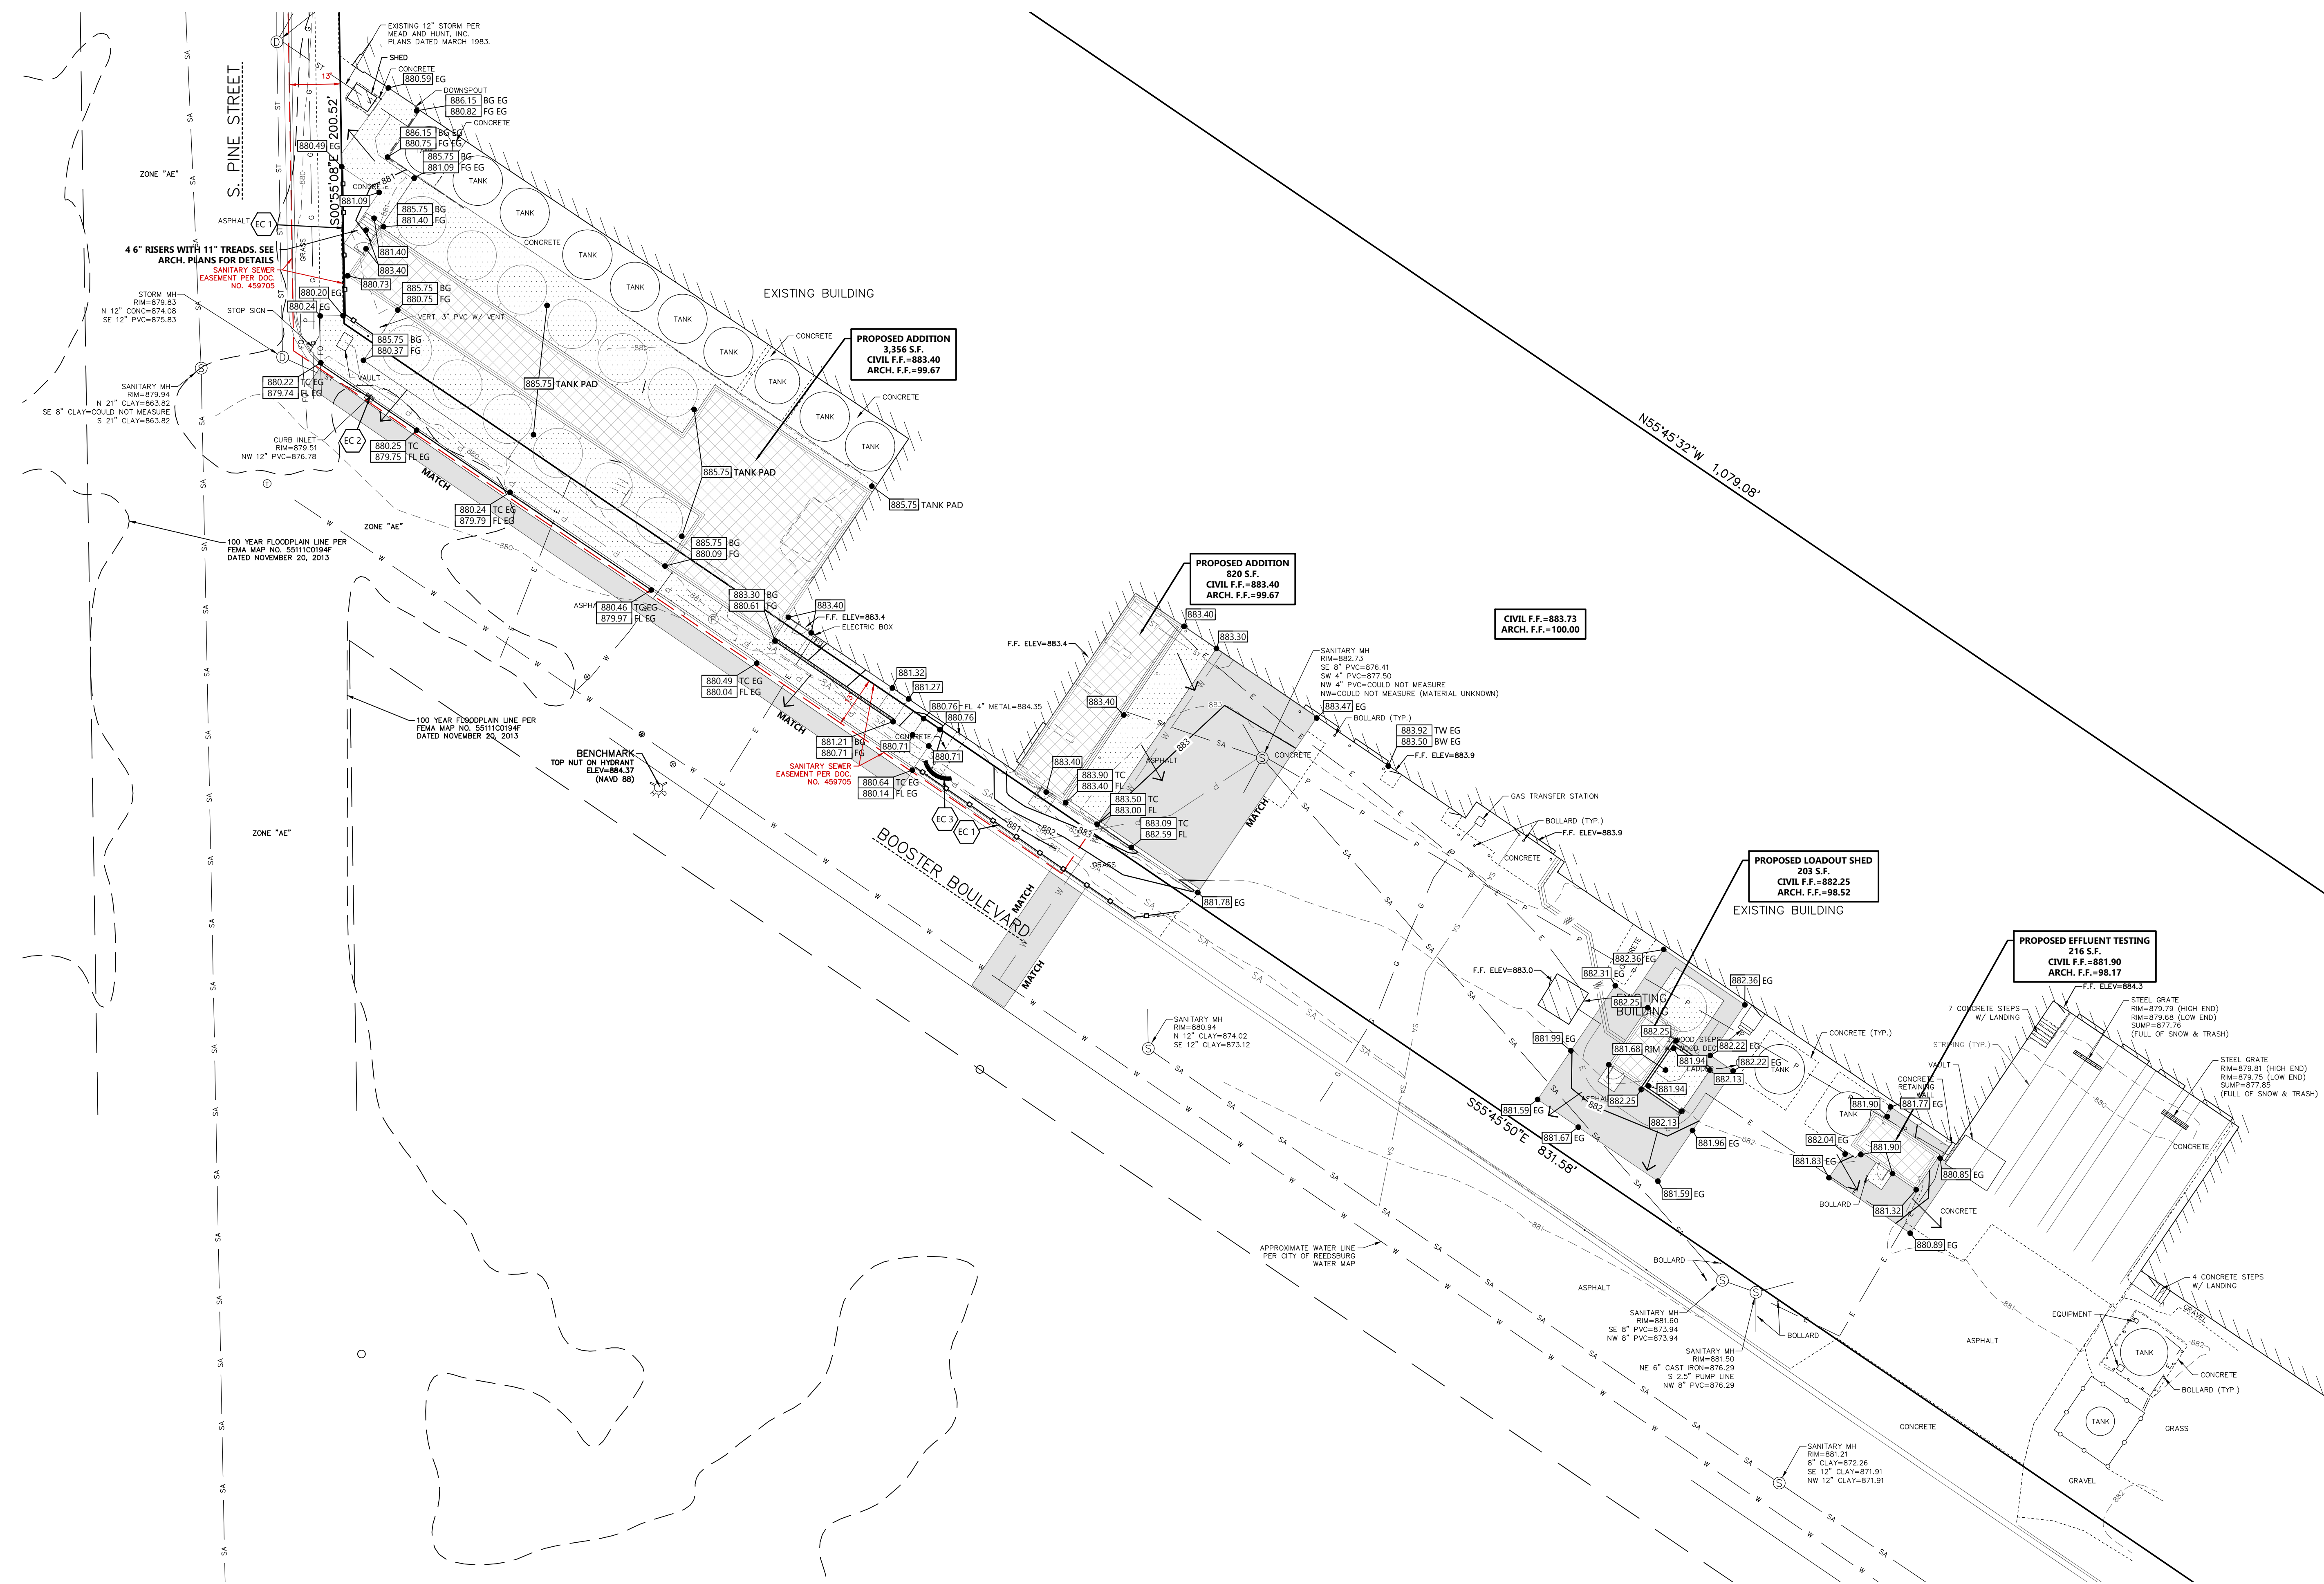 EXISTING 12" STORM PER
MEAD AND HUNT, INC.
PLANS DATED MARCH 1983.
SHED
CONCRETE
880.59 EG
DOWNSPOUT
886.15 BG EG
880.82 FG EG
CONCRETE
13'
S. PINE STREET
S00°55'08"E 200.52'
886.15 BG EG
880.75 FG EG
880.49 EG
885.75 BG
881.09 FG EG
ZONE "AE"
881
CONCRETE
881.09
TANK
TANK
TANK
TANK
TANK
TANK
TANK
TANK
TANK
885.75 BG
881.40 FG
ASPHALT
EC 1
GRASS
880
881
CONCRETE
4 6" RISERS WITH 11" TREADS. SEE
ARCH. PLANS FOR DETAILS
881.40
883.40
SANITARY SEWER
EASEMENT PER DOC.
NO. 459705
880.73
885.75 BG
880.75 FG
880.20 EG
880.24 EG
EXISTING BUILDING
STORM MH
RIM=879.83
N 12" CONC=874.08
SE 12" PVC=875.83
STOP SIGN
VERT. 3" PVC W/ VENT
885.75 BG
880.37 FG
885
CONCRETE
PROPOSED ADDITION
3,356 S.F.
CIVIL F.F.=883.40
ARCH. F.F.=99.67
VAULT
880.22 TC EG
879.74 FL EG
885.75 TANK PAD
CONCRETE
SANITARY MH
RIM=879.94
N 21" CLAY=863.82
SE 8" CLAY=COULD NOT MEASURE
S 21" CLAY=863.82
CURB INLET
RIM=879.51
NW 12" PVC=876.78
EC 2
880.25 TC
879.75 FL EG
880
MATCH
885.75 TANK PAD
885.75 TANK PAD
880.24 TC EG
879.79 FL EG
ZONE "AE"
880
100 YEAR FLOODPLAIN LINE PER
FEMA MAP NO. 55111C0194F
DATED NOVEMBER 20, 2013
885.75 BG
880.09 FG
N55°45'32"W 1,079.08'
880.46 TC EG
879.97 FL EG
881
883.30 BG
880.61 FG
883.40
F.F. ELEV=883.4
ELECTRIC BOX
PROPOSED ADDITION
820 S.F.
CIVIL F.F.=883.40
ARCH. F.F.=99.67
CIVIL F.F.=883.73
ARCH. F.F.=100.00
883.40
883.30
F.F. ELEV=883.4
880.49 TC EG
880.04 FL EG
881.32
881.27
13'
MATCH
880.76
880.76
FL 4" METAL=884.35
883.40
883
SANITARY MH
RIM=882.73
SE 8" PVC=876.41
SW 4" PVC=877.50
NW 4" PVC=COULD NOT MEASURE
NW=COULD NOT MEASURE (MATERIAL UNKNOWN)
883.47 EG
BOLLARD (TYP.)
883.92 TW EG
883.50 BW EG
F.F. ELEV=883.9
100 YEAR FLOODPLAIN LINE PER
FEMA MAP NO. 55111C0194F
DATED NOVEMBER 20, 2013
BENCHMARK
TOP NUT ON HYDRANT
ELEV=884.37
(NAVD 88)
881.21 BG
880.71 FG
CONCRETE
880.71
880.71
SANITARY SEWER
EASEMENT PER DOC.
NO. 459705
880.64 TC EG
880.14 FL EG
883
ASPHALT
CONCRETE
883.40
883.90 TC
883.40 FL
883.50 TC
883.00 FL
883.09 TC
882.59 FL
MATCH
GAS TRANSFER STATION
BOLLARD (TYP.)
F.F. ELEV=883.9
CONCRETE
EC 3
EC 1
881
882
883
881
GRASS
ZONE "AE"
BOOSTER BOULEVARD
MATCH
MATCH
881.78 EG
PROPOSED LOADOUT SHED
203 S.F.
CIVIL F.F.=882.25
ARCH. F.F.=98.52
EXISTING BUILDING
PROPOSED EFFLUENT TESTING
216 S.F.
CIVIL F.F.=881.90
ARCH. F.F.=98.17
F.F. ELEV=884.3
882.36 EG
882.31 EG
F.F. ELEV=883.0
882.36 EG
EXISTING
BUILDING
882.25
882.25
881.99 EG
881.68 RIM
882.22 EG
881.94
882.22 EG
LADDER
882.13
881.94
882.25
882.13
TANK
CONCRETE (TYP.)
881.59 EG
ASPHALT
882
881.67 EG
881.96 EG
882
881.59 EG
7 CONCRETE STEPS
W/ LANDING
STEEL GRATE
RIM=879.79 (HIGH END)
RIM=879.68 (LOW END)
SUMP=877.76
(FULL OF SNOW & TRASH)
STRIPING (TYP.)
VAULT
CONCRETE
RETAINING
WALL
STEEL GRATE
RIM=879.81 (HIGH END)
RIM=879.75 (LOW END)
SUMP=877.85
(FULL OF SNOW & TRASH)
880
TANK
881.90
881.77 EG
882.04 EG
881.90
881.83 EG
880.85 EG
CONCRETE
BOLLARD
881.32
CONCRETE
880.89 EG
SANITARY MH
RIM=880.94
N 12" CLAY=874.02
SE 12" CLAY=873.12
S55°45'50"E 831.58'
881
APPROXIMATE WATER LINE
PER CITY OF REEDSBURG
WATER MAP
BOLLARD
ASPHALT
SANITARY MH
RIM=881.60
SE 8" PVC=873.94
NW 8" PVC=873.94
BOLLARD
SANITARY MH
RIM=881.50
NE 6" CAST IRON=876.29
S 2.5" PUMP LINE
NW 8" PVC=876.29
4 CONCRETE STEPS
W/ LANDING
881
EQUIPMENT
GRAVEL
ASPHALT
882
TANK
CONCRETE
BOLLARD (TYP.)
TANK
GRASS
CONCRETE
SANITARY MH
RIM=881.21
8" CLAY=872.26
SE 12" CLAY=871.91
NW 12" CLAY=871.91
GRAVEL
882